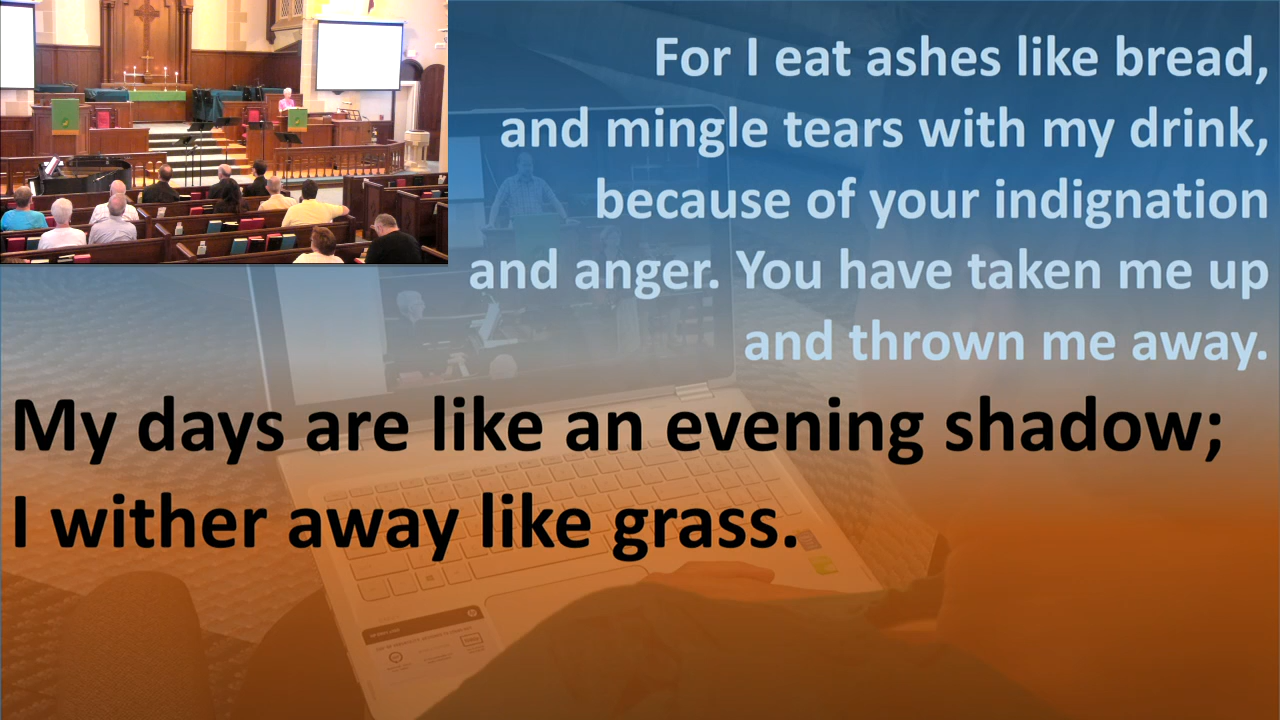 For I eat ashes like bread,
and mingle tears with my drink,
because of your indignation
and anger. You have taken me up
and thrown me away.
My days are like an evening shadow;
I wither away like grass.